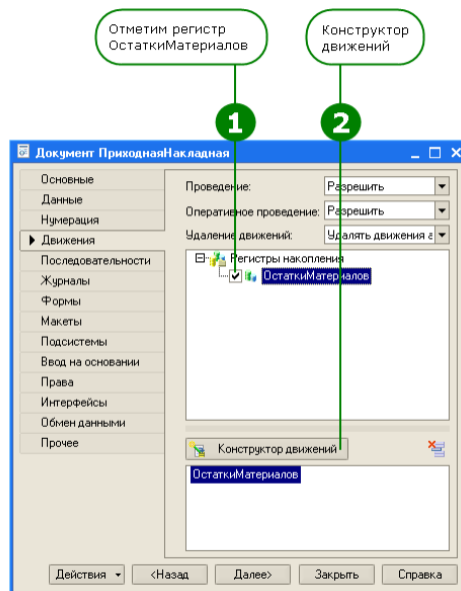 Отметим регистр
ОстаткиМатериалов
Конструктор
движений
1
2
Документ ПриходнаяНакладная
Основные
Данные
Нумерация
Движения
Последовательности
Журналы
Формы
Макеты
Подсистемы
Ввод на основании
Права
Интерфейсы
Обмен данными
Прочее
Проведение: Разрешить
Оперативное проведение: Разрешить
Удаление движений: Удалять движения а
Регистры накопления
ОстаткиМатериалов
Конструктор движений
ОстаткиМатериалов
Действия <Назад Далее> Закрыть Справка